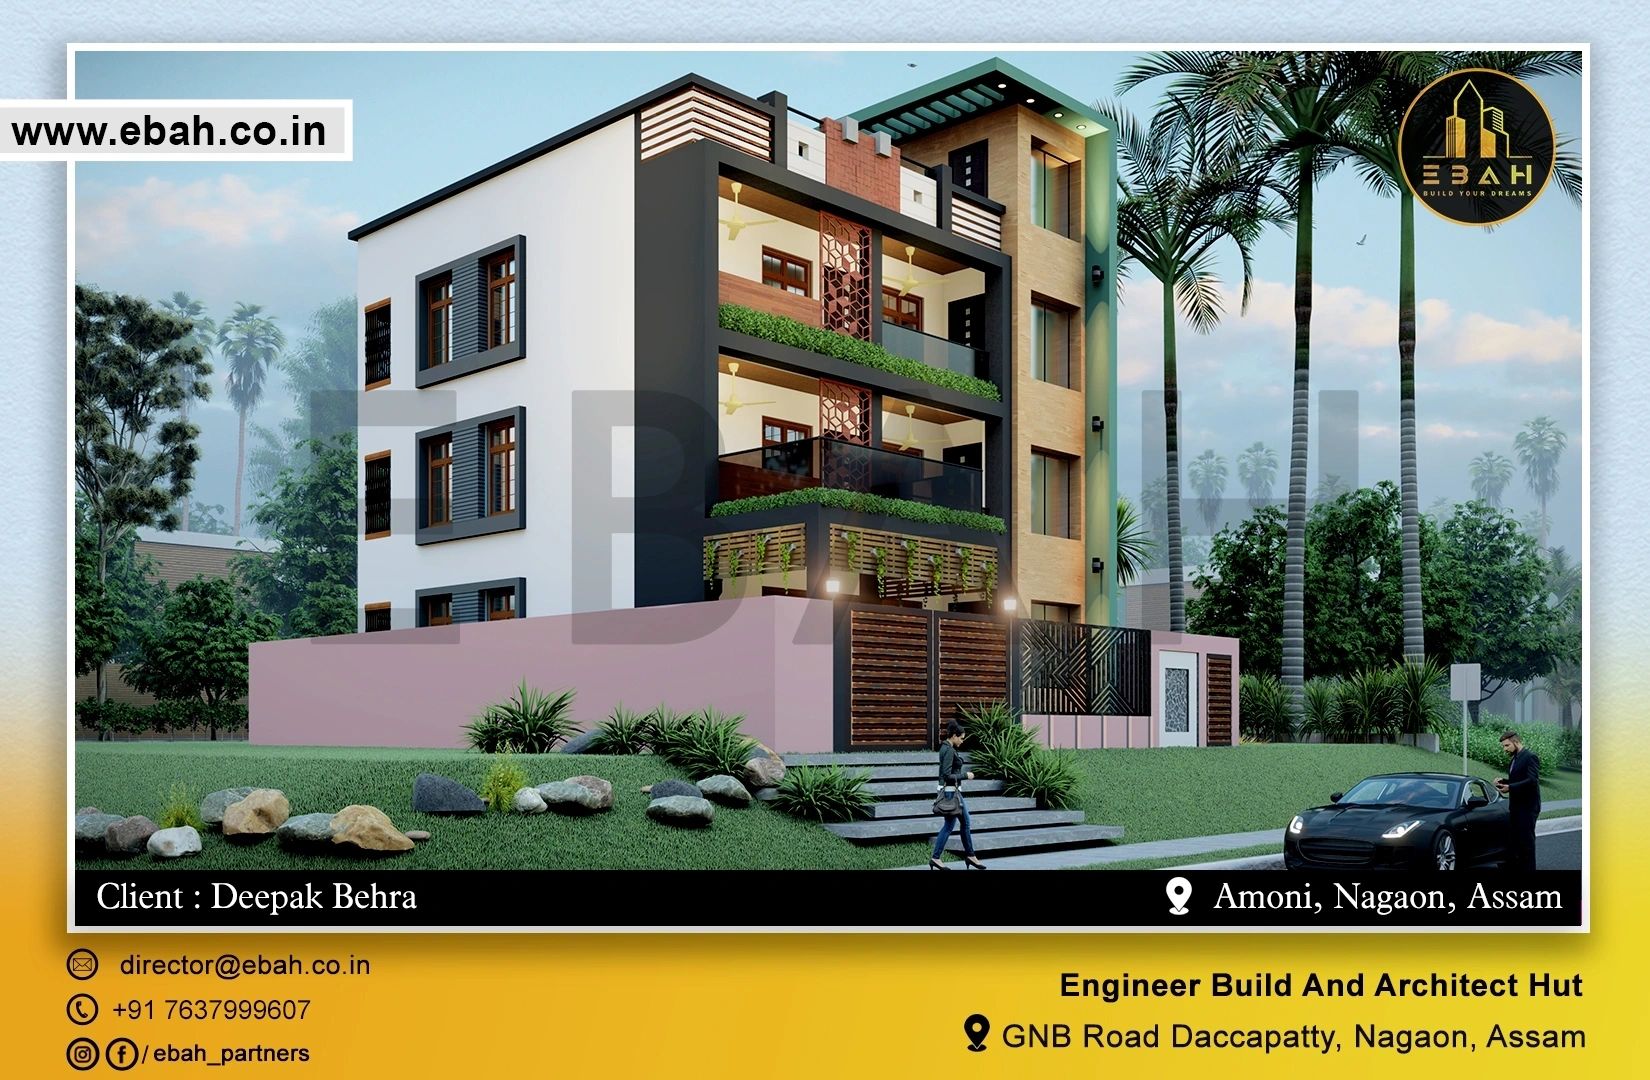 www.ebah.co.in
EBAH
BUILD YOUR DREAMS
EBAH
Client : Deepak Behra
Amoni, Nagaon, Assam
director@ebah.co.in
+91 7637999607
/ ebah_partners
Engineer Build And Architect Hut
GNB Road Daccapatty, Nagaon, Assam